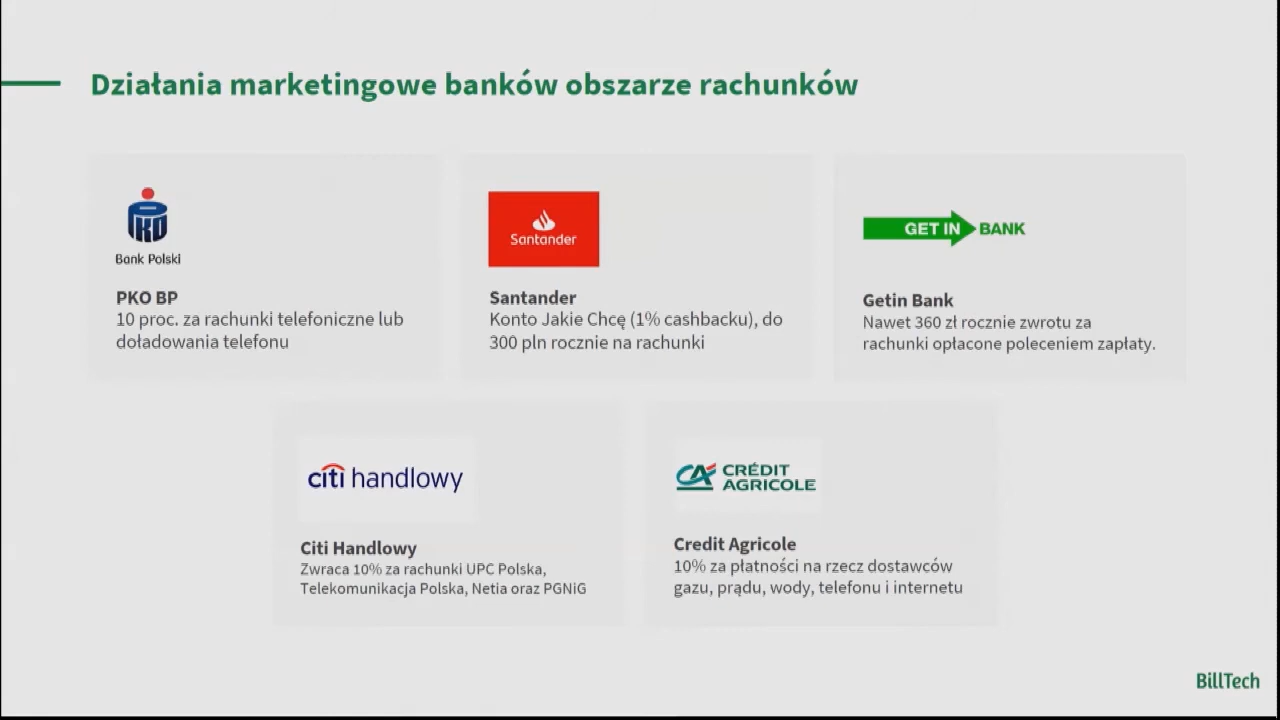 Działania marketingowe banków obszarze rachunków
PKO
Bank Polski
PKO BP
10 proc. za rachunki telefoniczne lub
doładowania telefonu
Santander
Santander
Konto Jakie Chcę (1% cashbacku), do
300 pln rocznie na rachunki
GET IN BANK
Getin Bank
Nawet 360 zł rocznie zwrotu za
rachunki opłacone poleceniem zapłaty.
citi handlowy
Citi Handlowy
Zwraca 10% za rachunki UPC Polska,
Telekomunikacja Polska, Netia oraz PGNiG
CA CRÉDIT
AGRICOLE
Credit Agricole
10% za płatności na rzecz dostawców
gazu, prądu, wody, telefonu i internetu
BillTech